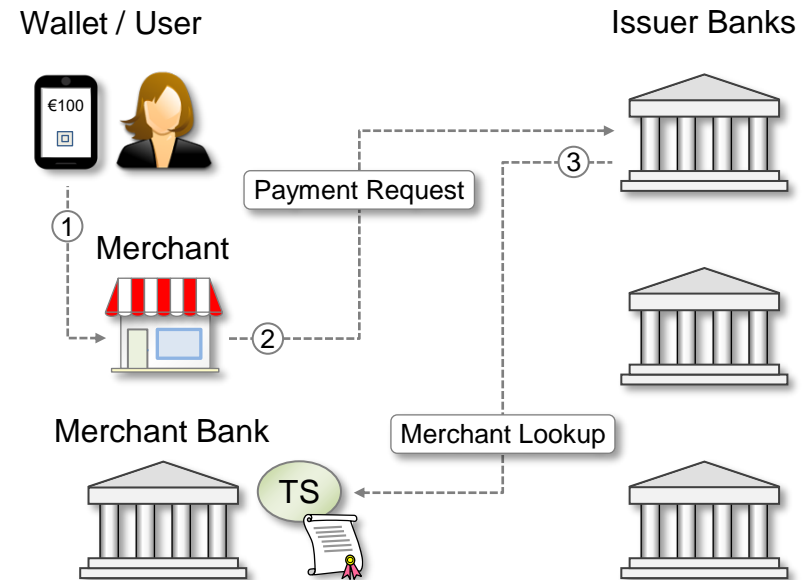 Wallet / User
Issuer Banks
€100
Payment Request
3
1
Merchant
2
Merchant Bank
Merchant Lookup
TS